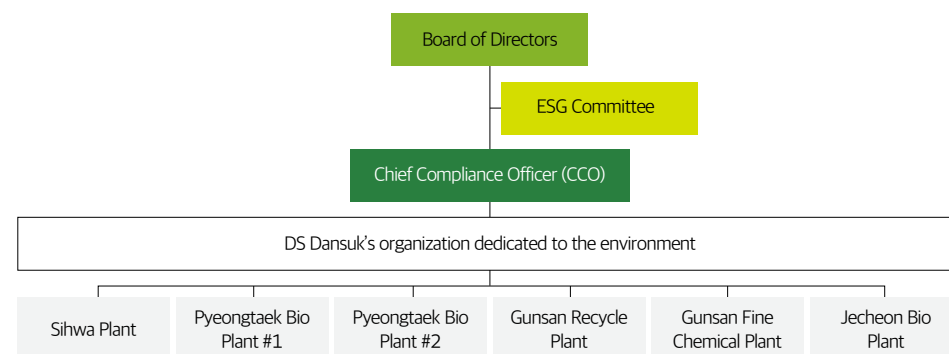 Board of Directors
ESG Committee
Chief Compliance Officer (CCO)
DS Dansuk's organization dedicated to the environment
Sihwa Plant
Pyeongtaek Bio
Plant #1
Pyeongtaek Bio
Plant #2
Gunsan Recycle
Plant
Gunsan Fine
Chemical Plant
Jecheon Bio
Plant